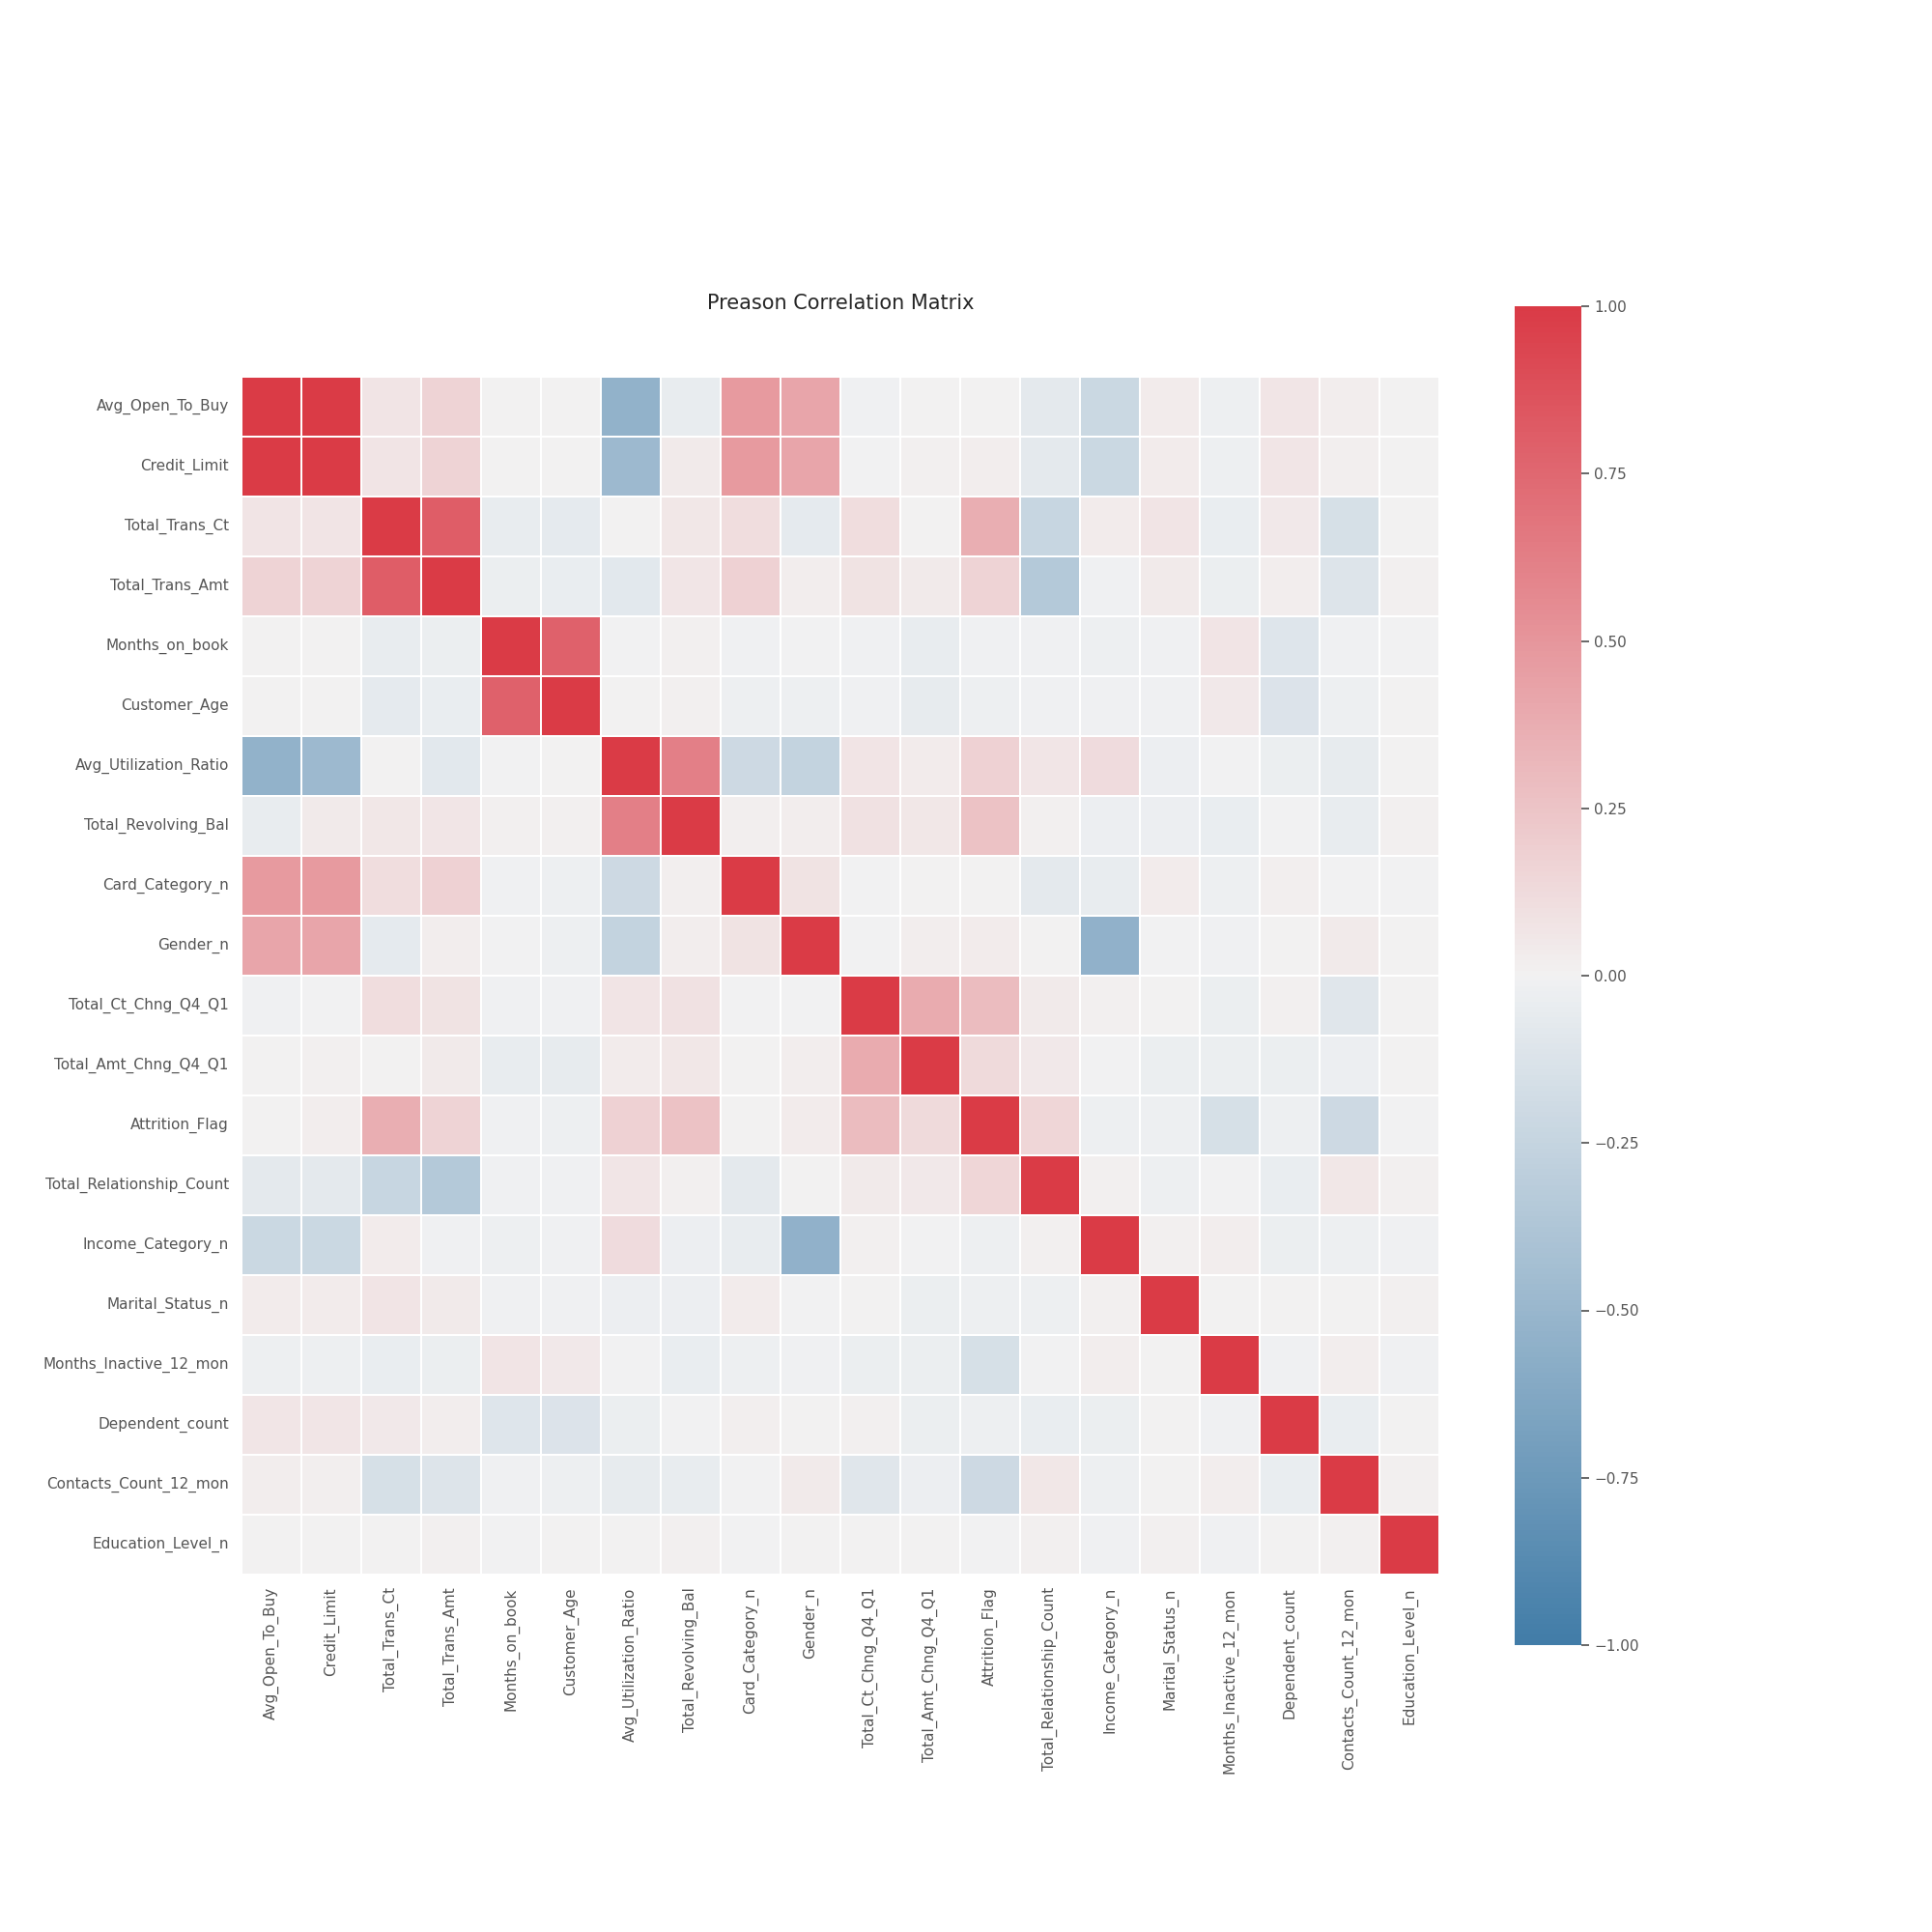 Preason Correlation Matrix
Avg_Open_To_Buy
Credit_Limit
Total_Trans_Ct
Total_Trans_Amt
Months_on_book
Customer_Age
Avg_Utilization_Ratio
Total_Revolving_Bal
Card_Category_n
Gender_n
Total_Ct_Chng_Q4_Q1
Total_Amt_Chng_Q4_Q1
Attrition_Flag
Total_Relationship_Count
Income_Category_n
Marital_Status_n
Months_Inactive_12_mon
Dependent_count
Contacts_Count_12_mon
Education_Level_n
Avg_Open_To_Buy
Credit_Limit
Total_Trans_Ct
Total_Trans_Amt
Months_on_book
Customer_Age
Avg_Utilization_Ratio
Total_Revolving_Bal
Card_Category_n
Gender_n
Total_Ct_Chng_Q4_Q1
Total_Amt_Chng_Q4_Q1
Attrition_Flag
Total_Relationship_Count
Income_Category_n
Marital_Status_n
Months_Inactive_12_mon
Dependent_count
Contacts_Count_12_mon
Education_Level_n
1.00
0.75
0.50
0.25
0.00
−0.25
−0.50
−0.75
−1.00